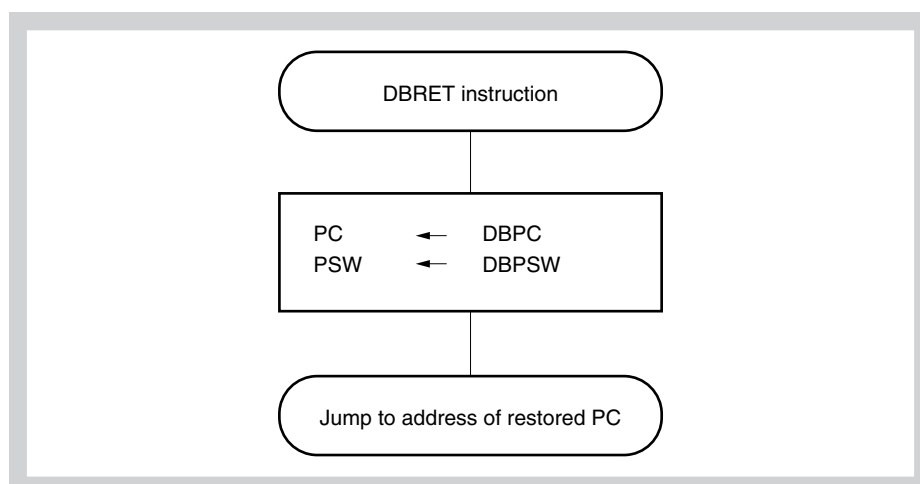 DBRET instruction
PC ← DBPC
PSW ← DBPSW
Jump to address of restored PC